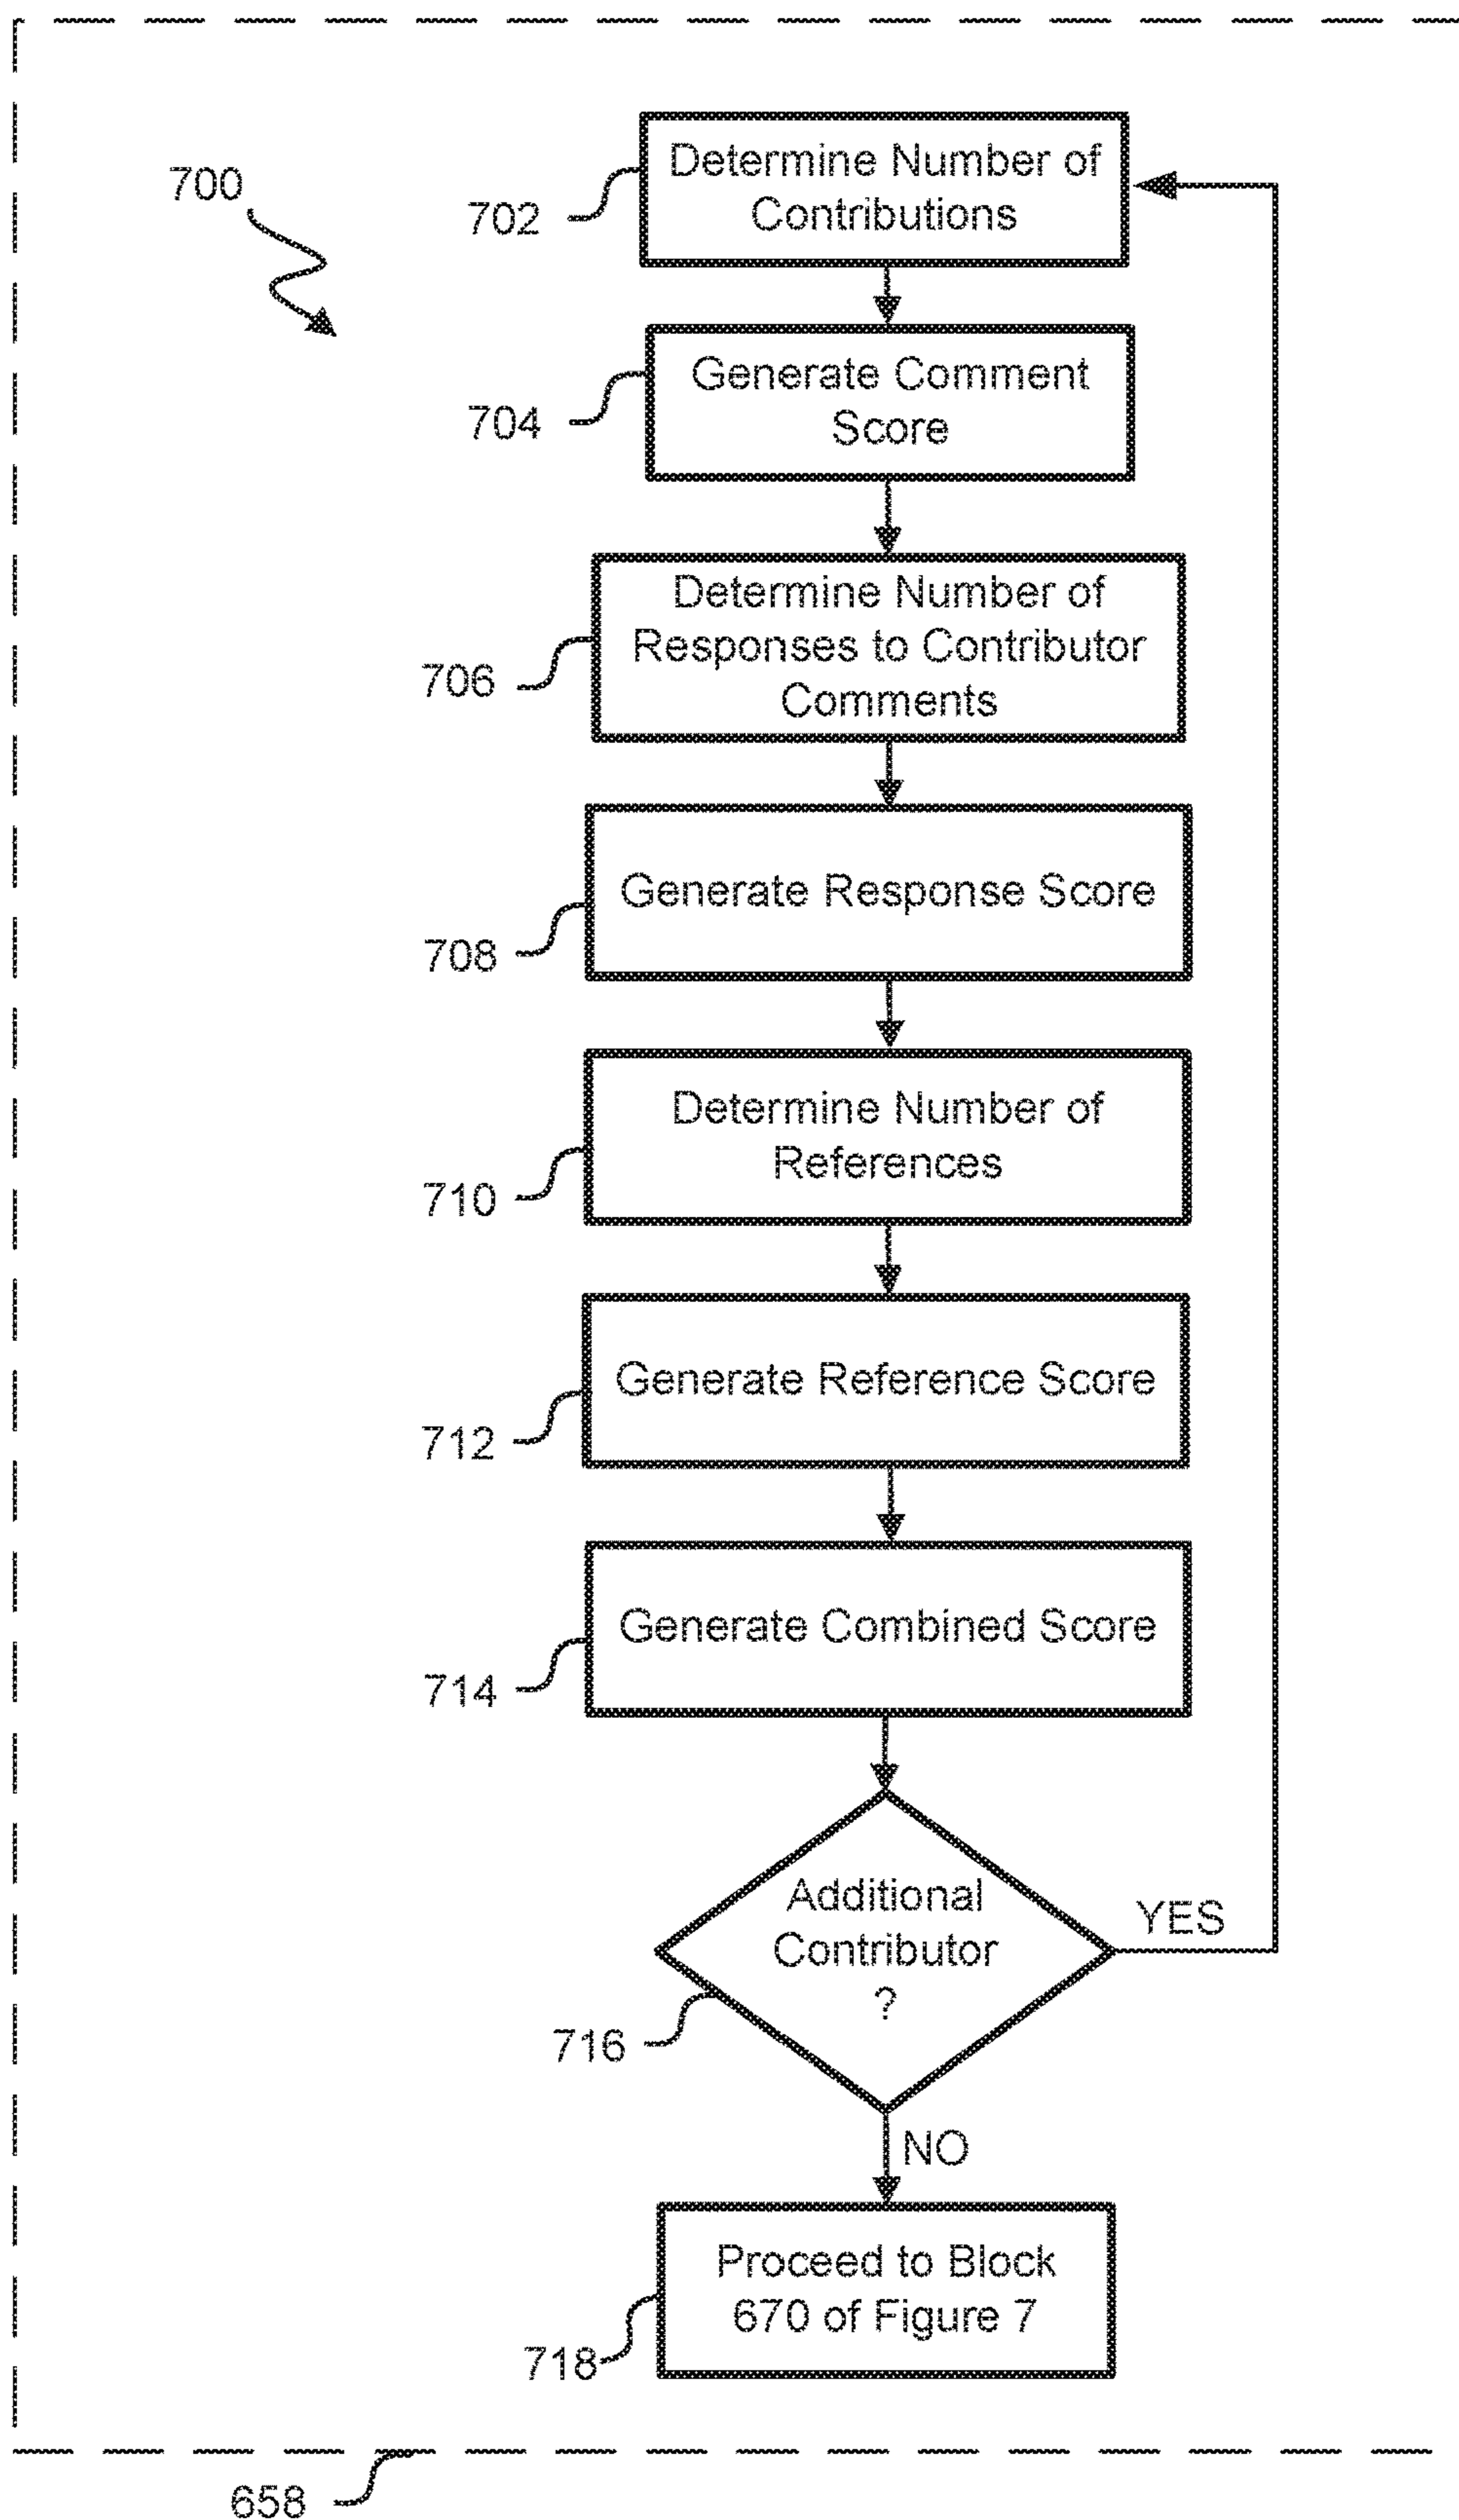 700
702
Determine Number of
Contributions
704
Generate Comment
Score
706
Determine Number of
Responses to Contributor
Comments
708
Generate Response Score
710
Determine Number of
References
712
Generate Reference Score
714
Generate Combined Score
716
Additional
Contributor
?
YES
NO
718
Proceed to Block
670 of Figure 7
658